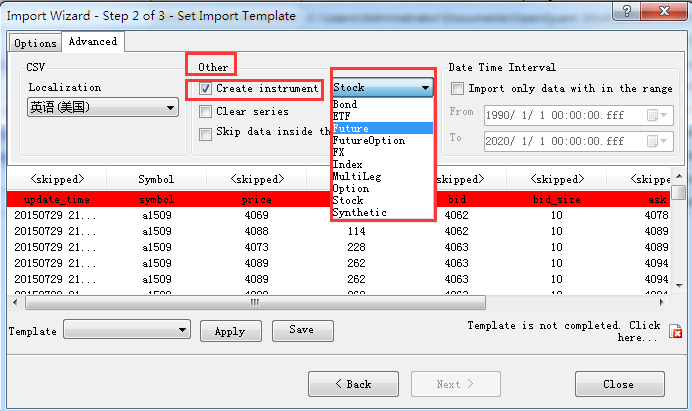 Import Wizard - Step 2 of 3 - Set Import Template
Options
Advanced
CSV
Localization
英语(美国)
Other
Create instrument
Clear series
Skip data inside
Stock
Bond
ETF
Future
FutureOption
FX
Index
MultiLeg
Option
Stock
Synthetic
Date Time Interval
Import only data with in the range
From 1990/ 1/ 1 00:00:00.fff
To 2020/ 1/ 1 00:00:00.fff
<skipped> Symbol <skipped> <skipped> <skipped>
update_time symbol price bid bid_size ask
20150729 21... a1509 4069 4062 10 4078
20150729 21... a1509 4088 114 4062 10 4089
20150729 21... a1509 4073 228 4063 10 4089
20150729 21... a1509 4089 262 4063 10 4094
20150729 21... a1509 4089 262 4063 10 4094
Template
Apply
Save
Template is not completed. Click
here...
< Back
Next >
Close